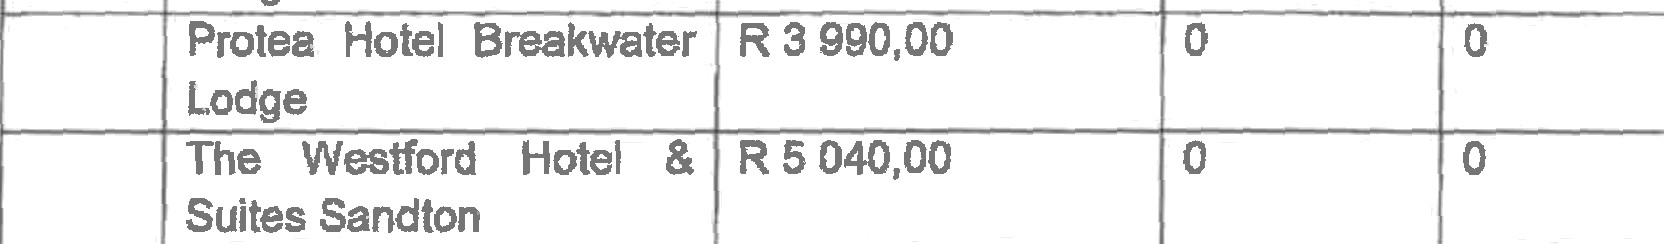 Protea Hotel Breakwater R 3 990,00 0 0
Lodge
The Westford Hotel & R 5 040,00 0 0
Suites Sandton